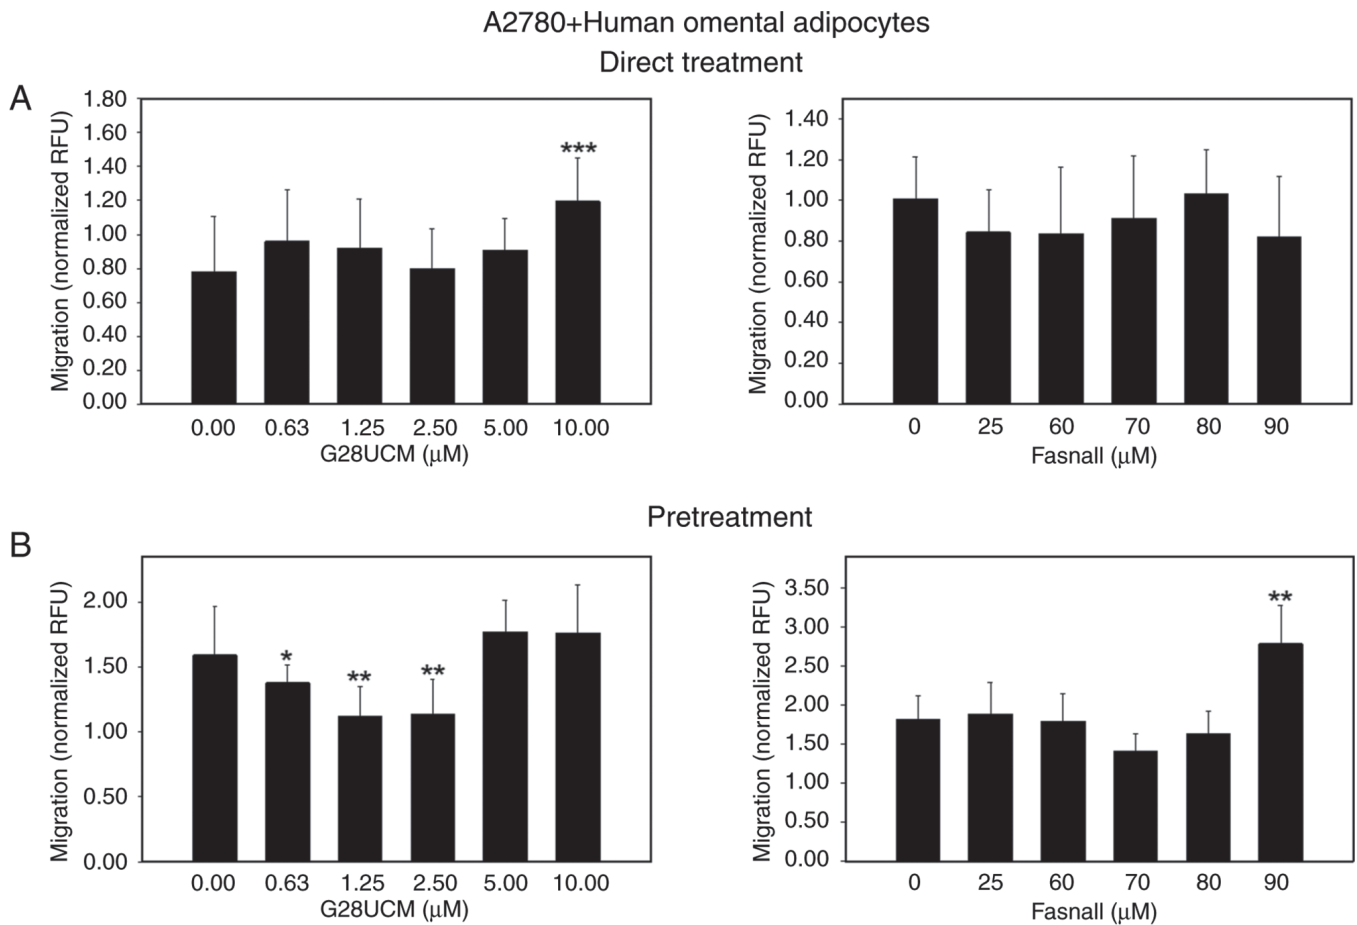 A2780+Human omental adipocytes
Direct treatment
A
Migration (normalized RFU)
1.80
1.60
1.40
1.20
1.00
0.80
0.60
0.40
0.20
0.00
***
0.00 0.63 1.25 2.50 5.00 10.00
G28UCM (μM)
Migration (normalized RFU)
1.40
1.20
1.00
0.80
0.60
0.40
0.20
0.00
0 25 60 70 80 90
Fasnall (μM)
Pretreatment
B
Migration (normalized RFU)
2.00
1.50
1.00
0.50
0.00
* ** **
0.00 0.63 1.25 2.50 5.00 10.00
G28UCM (μM)
Migration (normalized RFU)
3.50
3.00
2.50
2.00
1.50
1.00
0.50
0.00
**
0 25 60 70 80 90
Fasnall (μM)